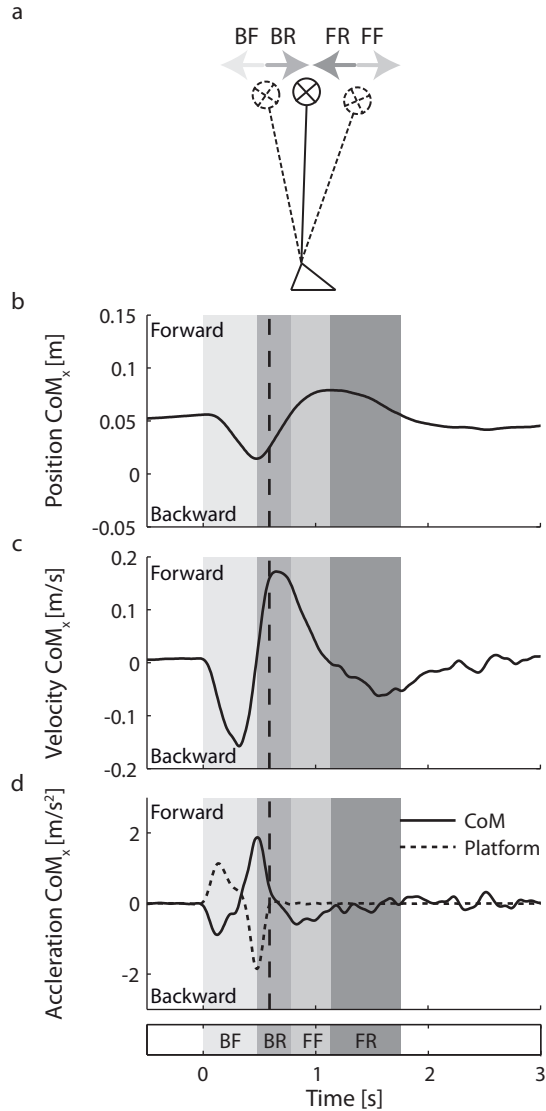 a
BF BR FR FF
b
0.15
Forward
0.1
0.05
0
Backward
-0.05
Position CoMx [m]
c
0.2
Forward
0.1
0
-0.1
Backward
-0.2
Velocity CoMx [m/s]
d
Forward
CoM
2
Platform
0
-2
Backward
Accleration CoMx [m/s²]
BF BR FF FR
0 1 2 3
Time [s]